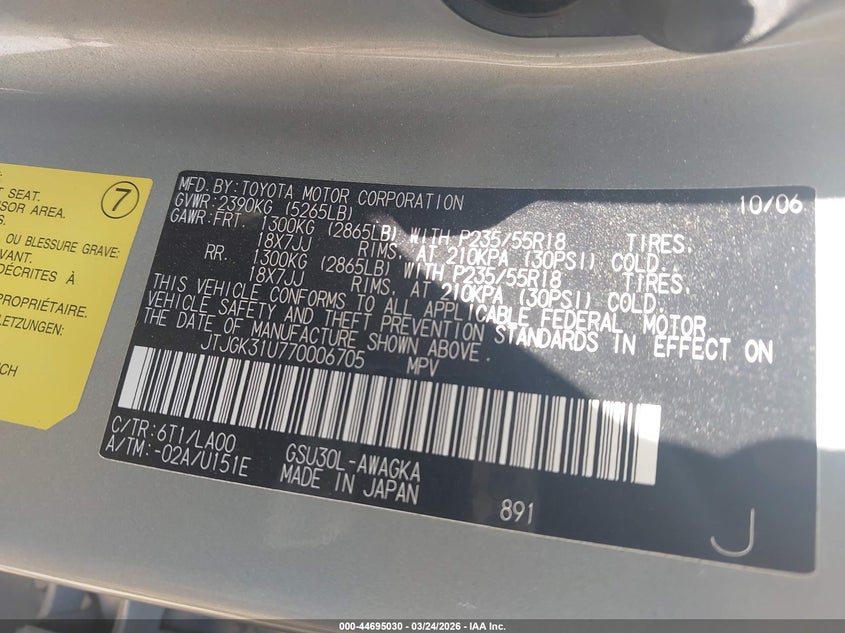 7
SEAT.
SOR AREA.
OU BLESSURE GRAVE:
VANT.
DÉCRITES À
PROPRIÉTAIRE.
LETZUNGEN:
CH
MFD. BY: TOYOTA MOTOR CORPORATION 10/06
GVWR: 2390KG (5265LB)
GAWR: FRT. 1300KG (2865LB) WITH P235/55R18 TIRES,
18X7JJ RIMS, AT 210KPA (30PSI) COLD.
RR. 1300KG (2865LB) WITH P235/55R18 TIRES,
18X7JJ RIMS, AT 210KPA (30PSI) COLD.
THIS VEHICLE CONFORMS TO ALL APPLICABLE FEDERAL MOTOR
VEHICLE SAFETY AND THEFT PREVENTION STANDARDS IN EFFECT ON
THE DATE OF MANUFACTURE SHOWN ABOVE.
JTJGK31U770006705 MPV
C/TR: 6T1/LA00 GSU30L-AWAGKA
A/TM: -02A/U151E MADE IN JAPAN
891
J
000-44695030 - 03/24/2026 - IAA Inc.